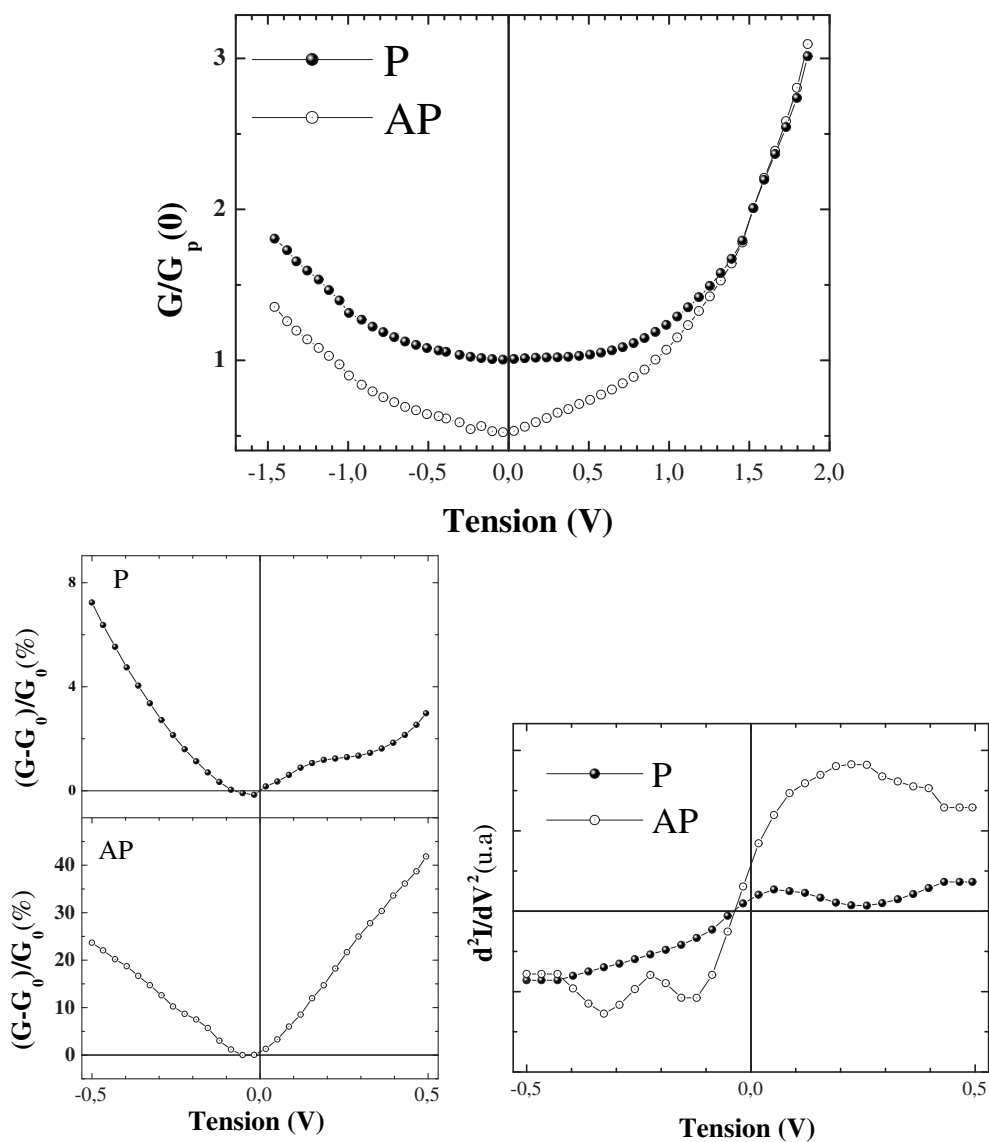 P
AP
3
2
1
G/G_p (0)
-1,5 -1,0 -0,5 0,0 0,5 1,0 1,5 2,0
Tension (V)
P
8
4
0
(G-G_0)/G_0(%)
AP
40
30
20
10
0
(G-G_0)/G_0(%)
-0,5 0,0 0,5
Tension (V)
P
AP
d²I/dV² (u.a)
-0,5 0,0 0,5
Tension (V)